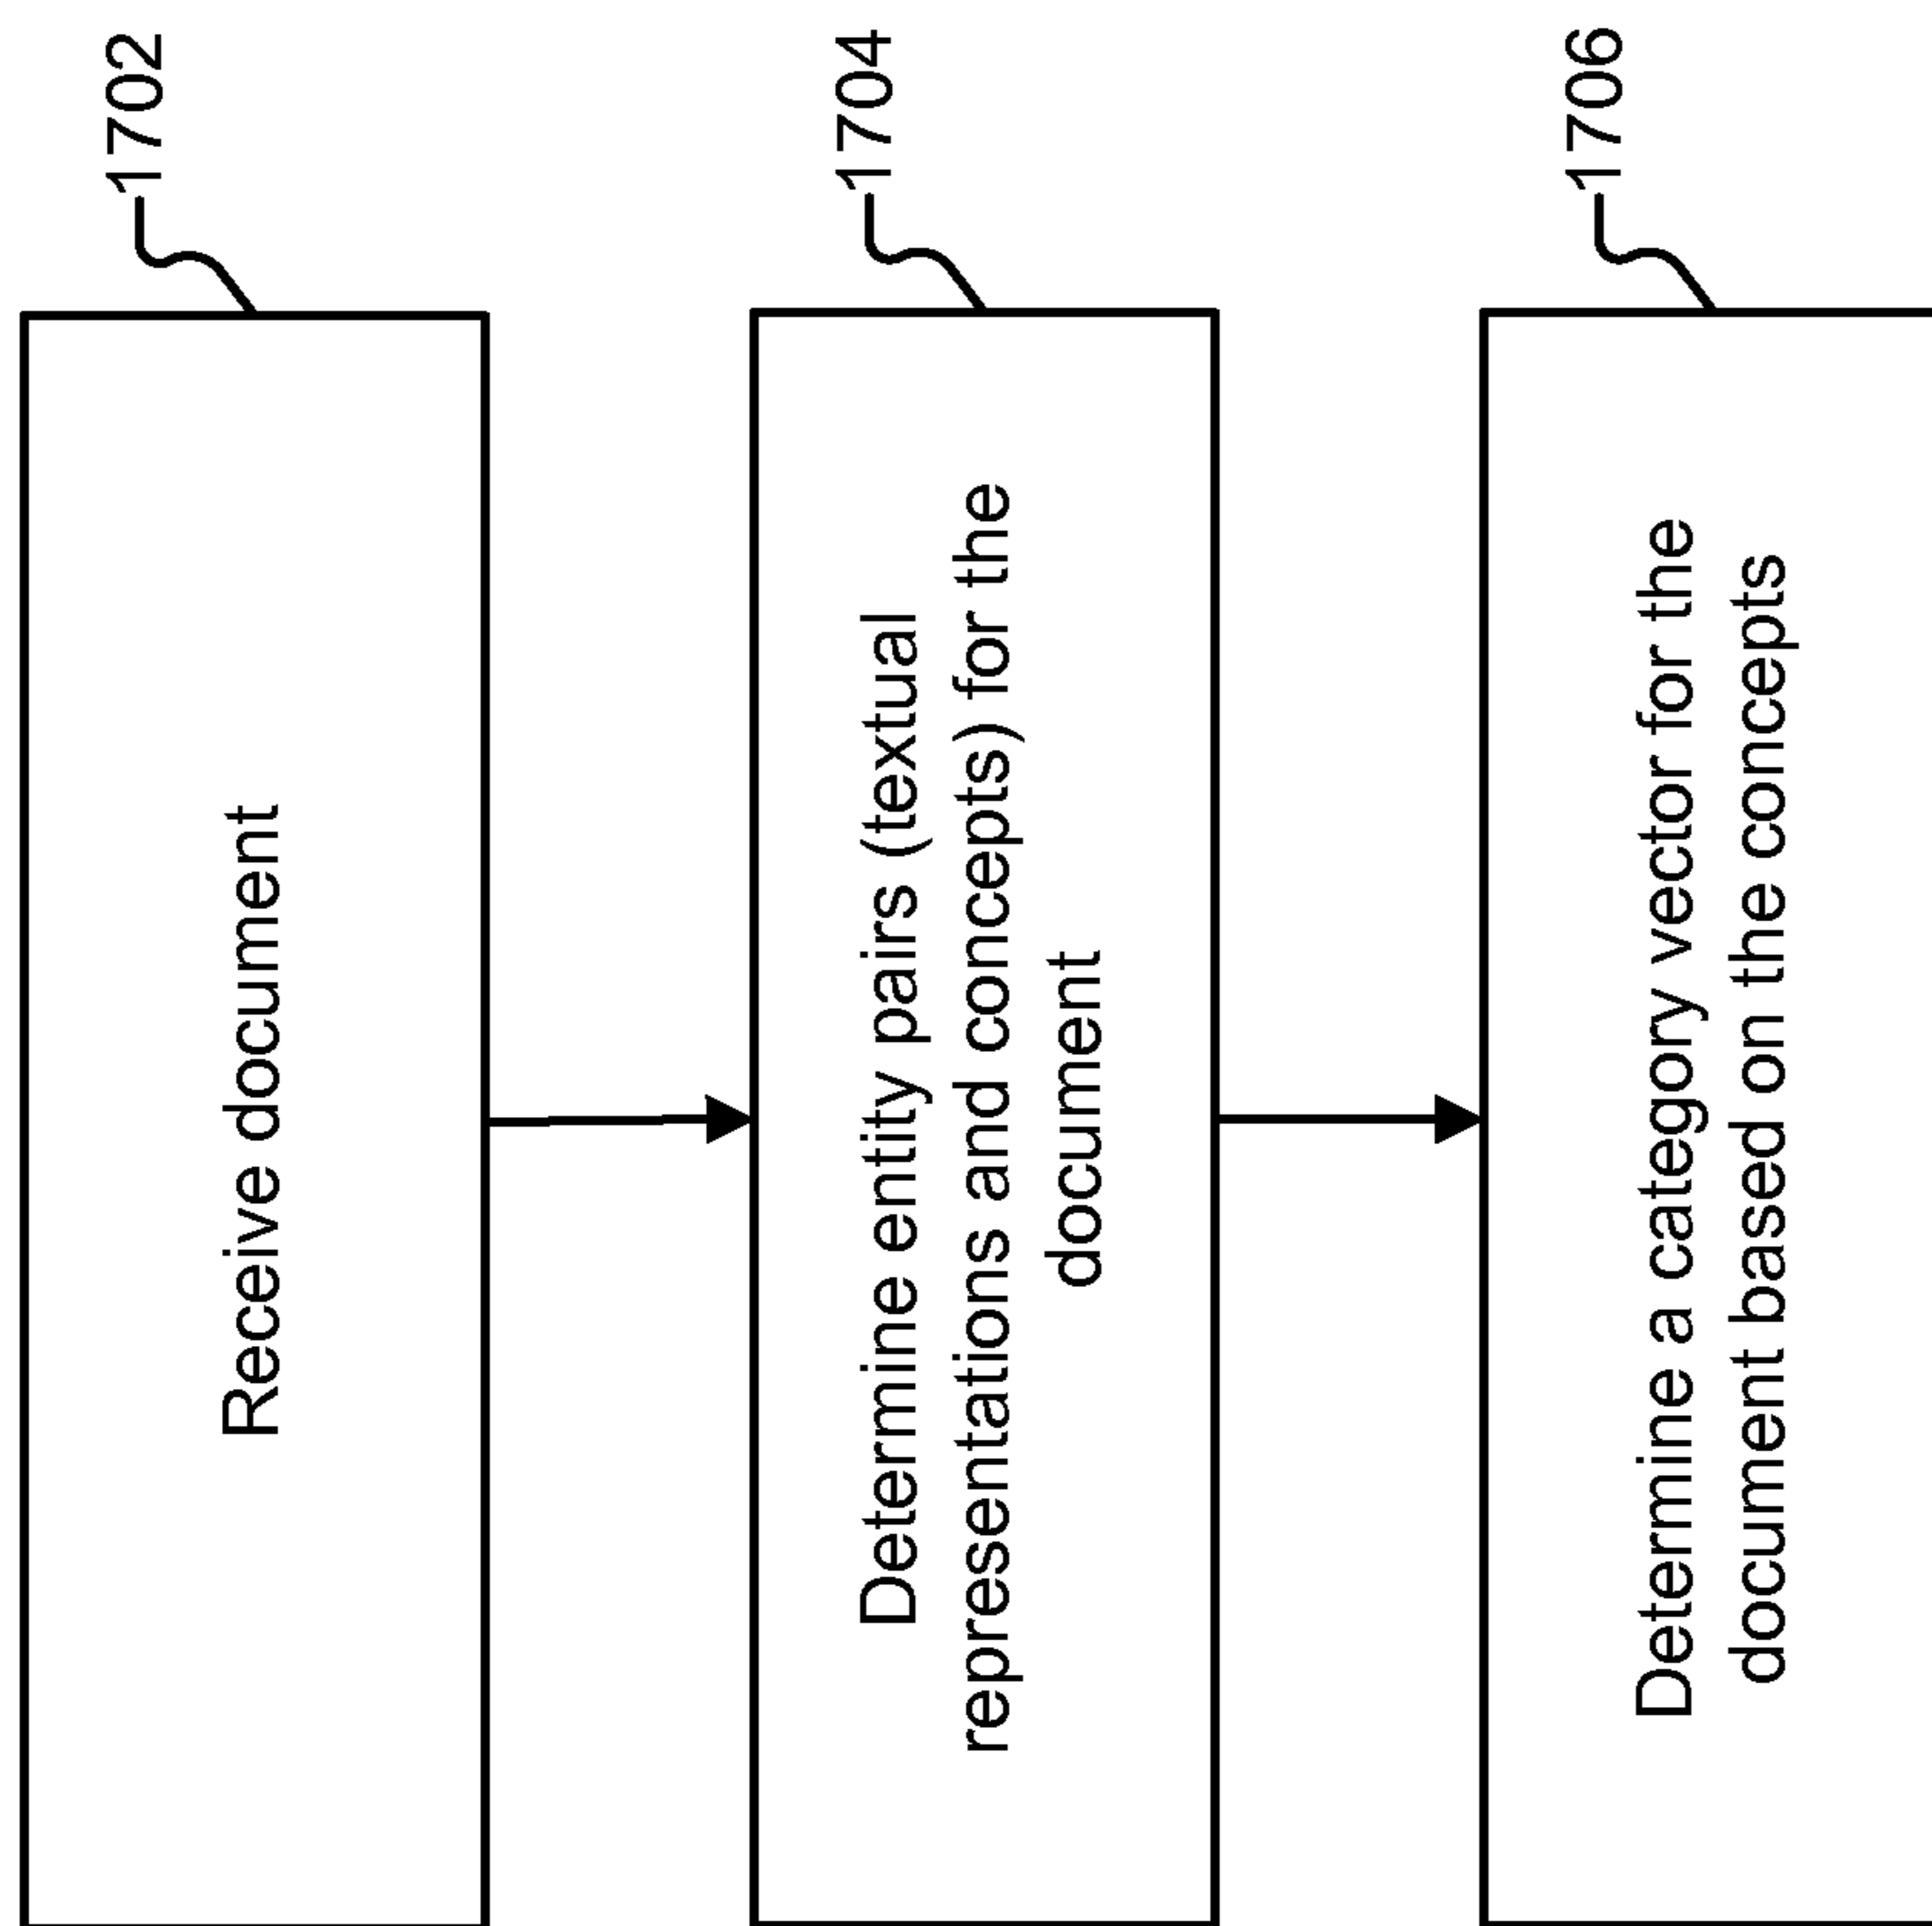 1702
Receive document
1704
Determine entity pairs (textual
representations and concepts) for the
document
1706
Determine a category vector for the
document based on the concepts